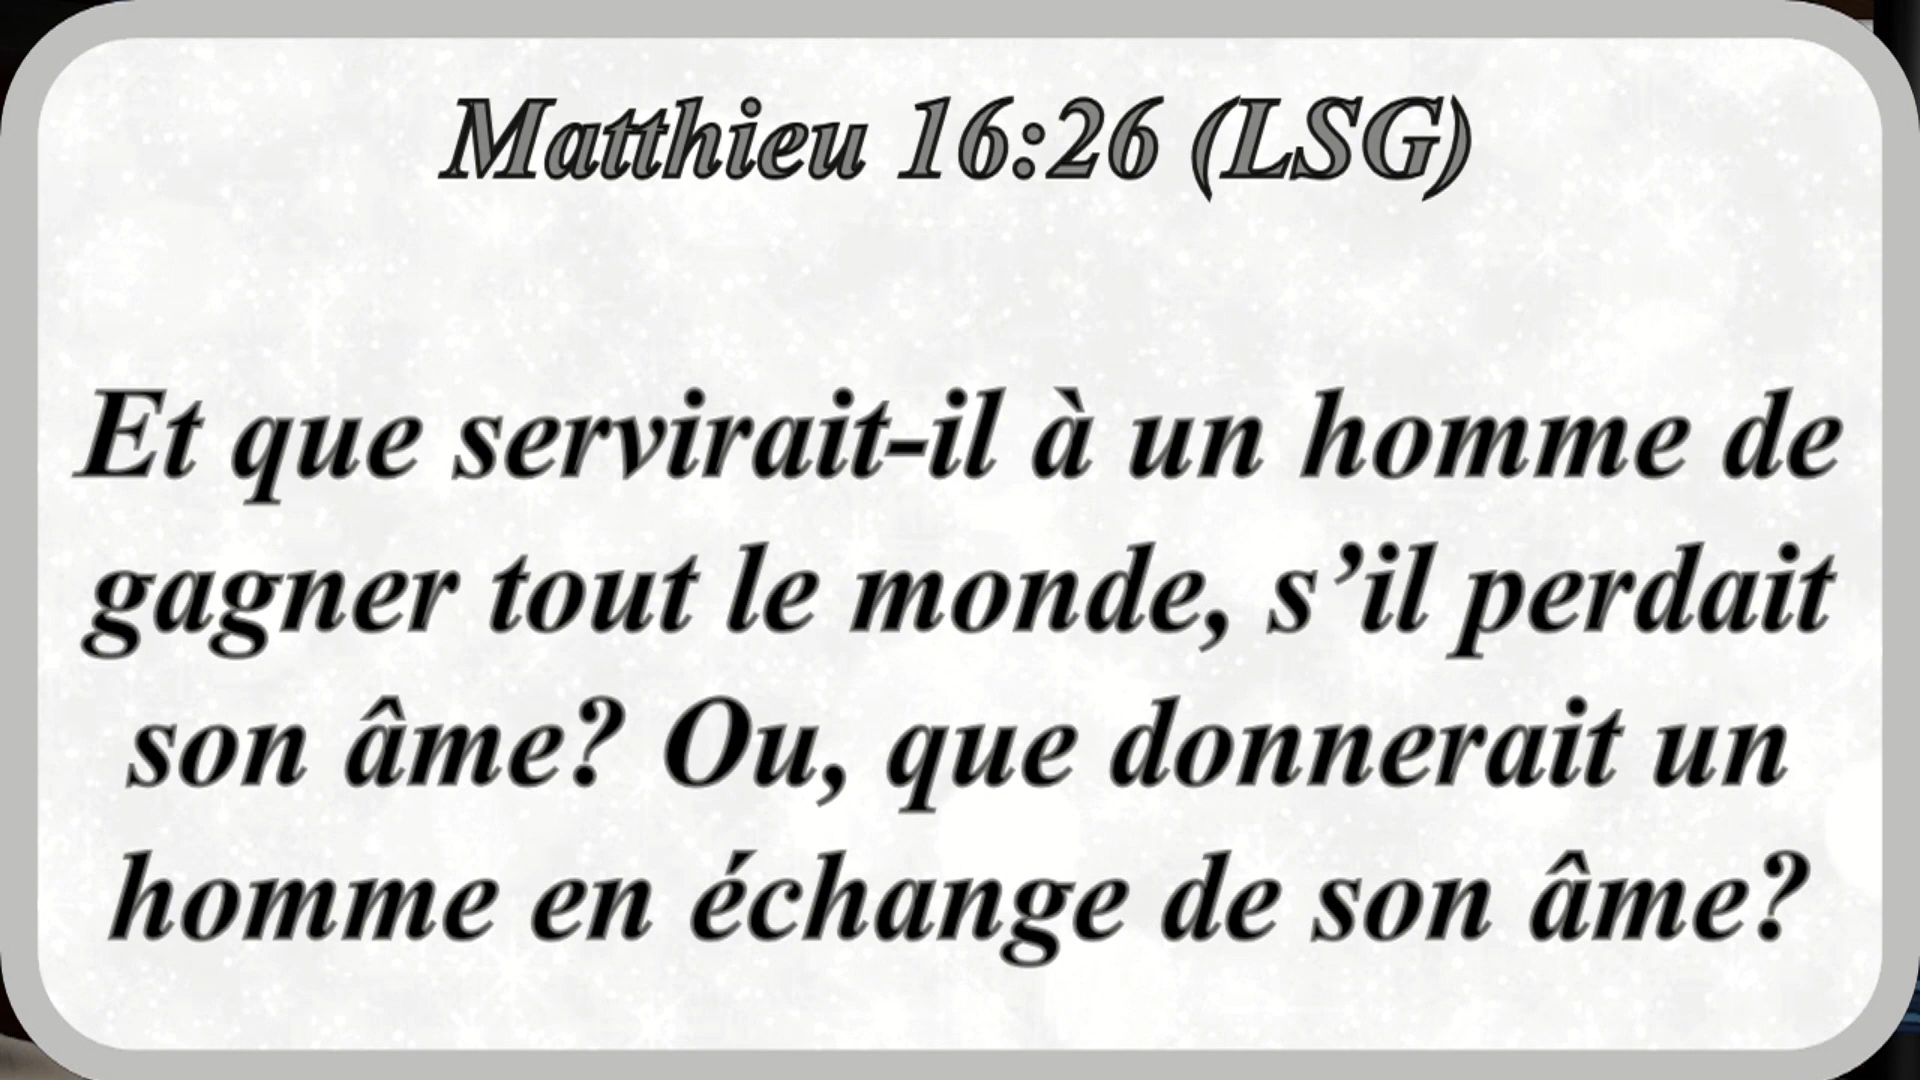 Matthieu 16:26 (LSG)
Et que servirait-il à un homme de
gagner tout le monde, s’il perdait
son âme? Ou, que donnerait un
homme en échange de son âme?